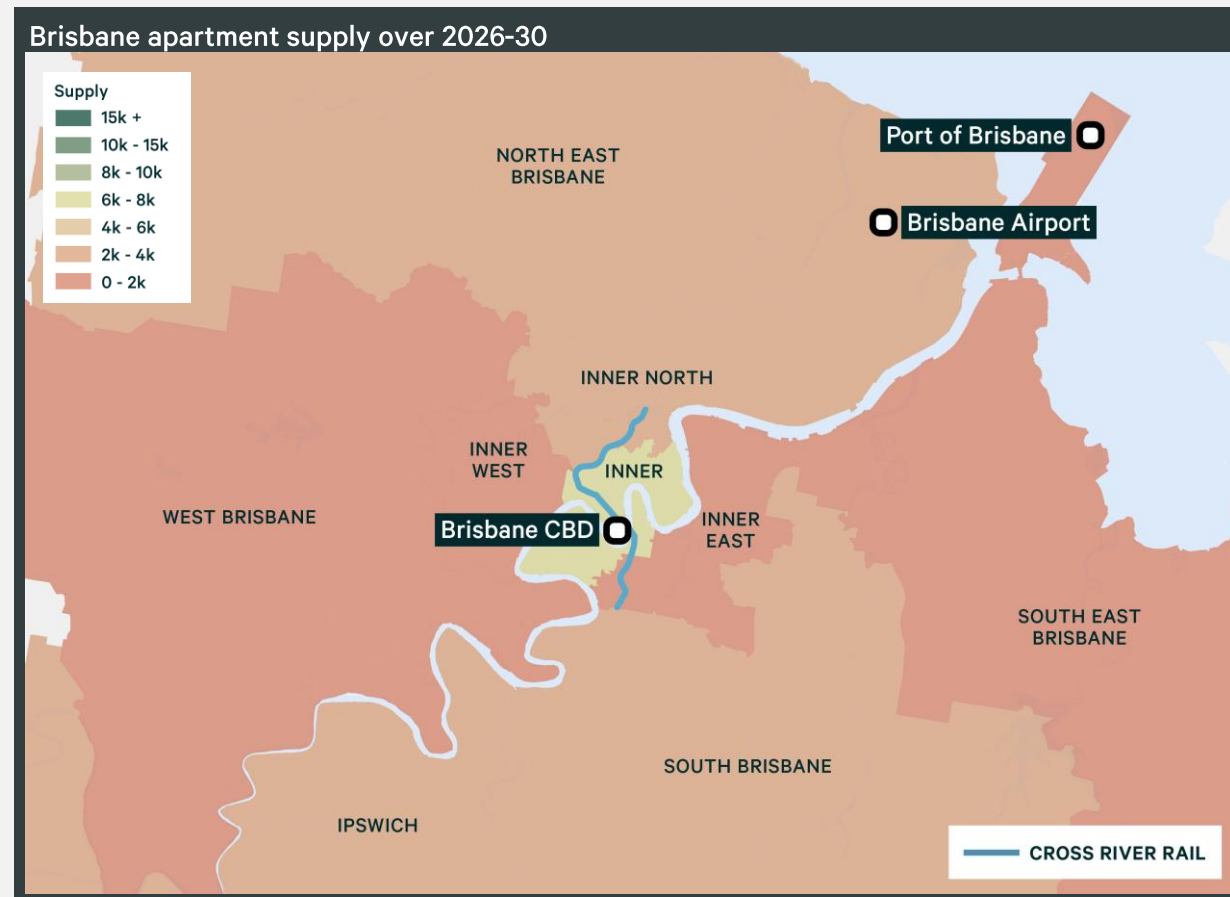 Brisbane apartment supply over 2026-30
Supply
15k +
10k - 15k
8k - 10k
6k - 8k
4k - 6k
2k - 4k
0 - 2k
NORTH EAST
BRISBANE
Port of Brisbane
Brisbane Airport
INNER NORTH
INNER
WEST
INNER
WEST BRISBANE
Brisbane CBD
INNER
EAST
SOUTH EAST
BRISBANE
SOUTH BRISBANE
IPSWICH
CROSS RIVER RAIL